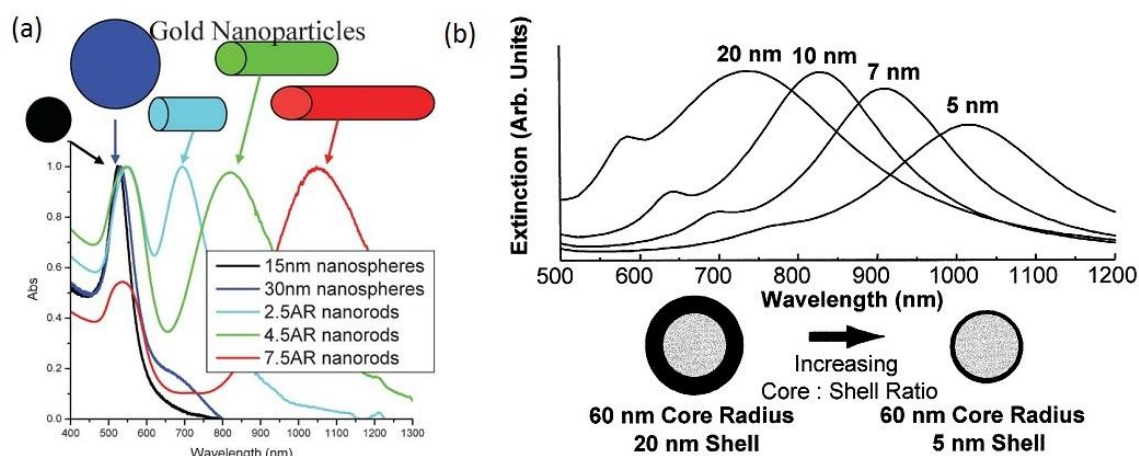 (a)
Gold Nanoparticles
1.0
0.8
0.6
0.4
0.2
0.0
Abs
15nm nanospheres
30nm nanospheres
2.5AR nanorods
4.5AR nanorods
7.5AR nanorods
400 500 600 700 800 900 1000 1100 1200 1300
Wavelength (nm)
(b)
Extinction (Arb. Units)
20 nm 10 nm
7 nm
5 nm
500 600 700 800 900 1000 1100 1200
Wavelength (nm)
Increasing
Core : Shell Ratio
60 nm Core Radius
20 nm Shell
60 nm Core Radius
5 nm Shell